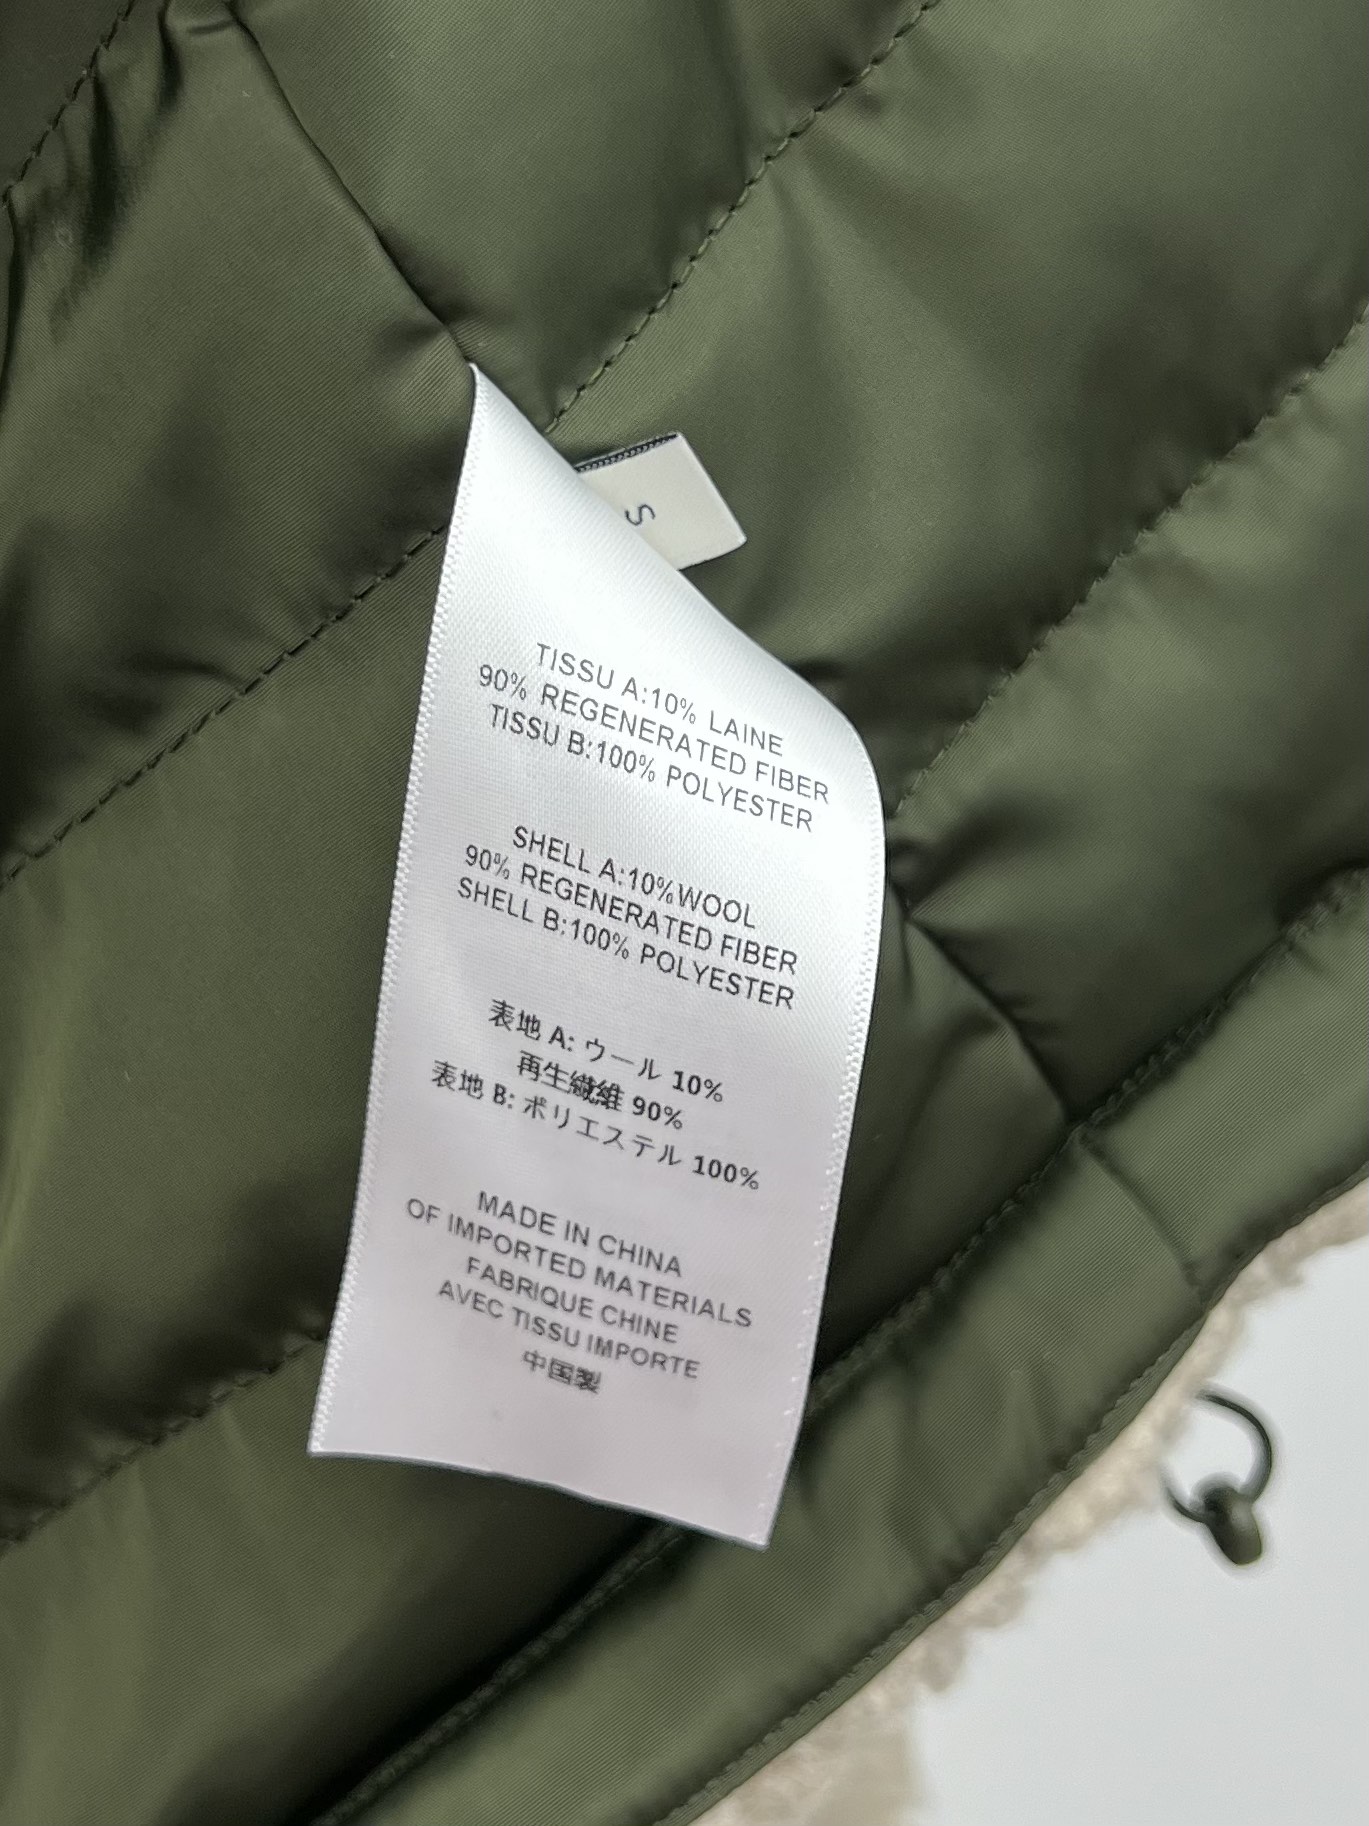 S
TISSU A:10% LAINE
90% REGENERATED FIBER
TISSU B:100% POLYESTER
SHELL A:10%WOOL
90% REGENERATED FIBER
SHELL B:100% POLYESTER
表地 A: ウール 10%
再生繊維 90%
表地 B: ポリエステル 100%
MADE IN CHINA
OF IMPORTED MATERIALS
FABRIQUE CHINE
AVEC TISSU IMPORTE
中国製